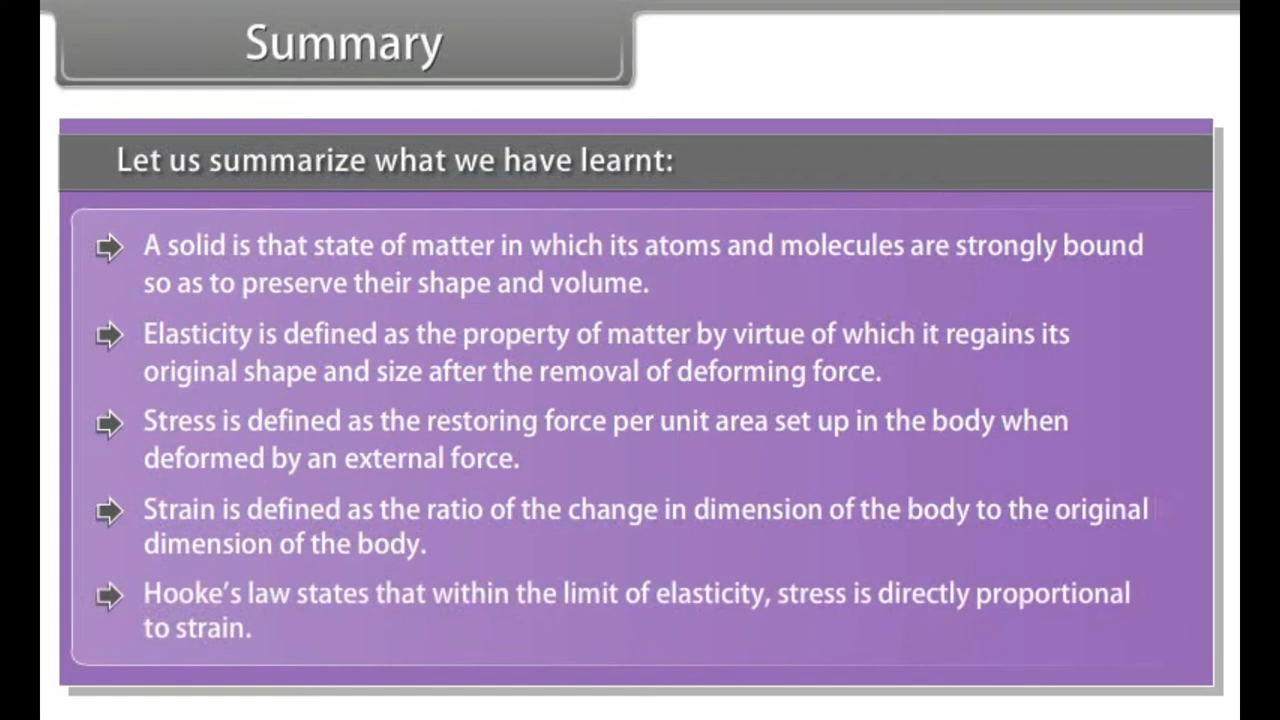 Summary
Let us summarize what we have learnt:
A solid is that state of matter in which its atoms and molecules are strongly bound
so as to preserve their shape and volume.
Elasticity is defined as the property of matter by virtue of which it regains its
original shape and size after the removal of deforming force.
Stress is defined as the restoring force per unit area set up in the body when
deformed by an external force.
Strain is defined as the ratio of the change in dimension of the body to the original
dimension of the body.
Hooke's law states that within the limit of elasticity, stress is directly proportional
to strain.